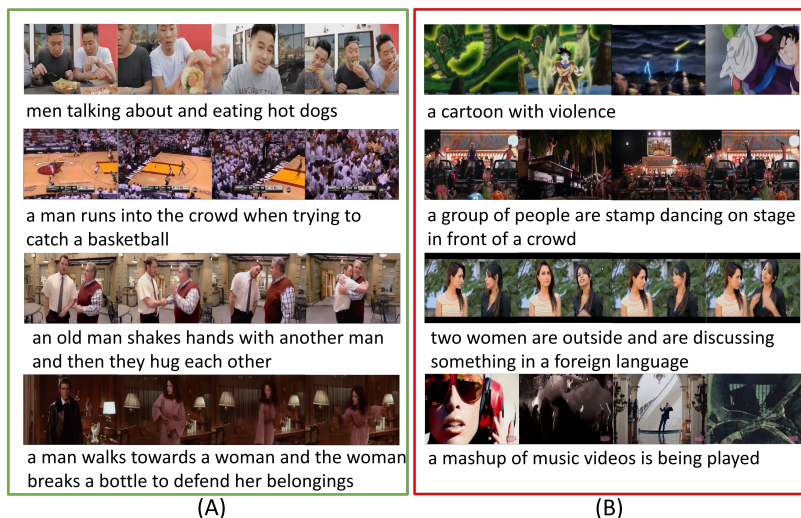 men talking about and eating hot dogs
a man runs into the crowd when trying to
catch a basketball
an old man shakes hands with another man
and then they hug each other
a man walks towards a woman and the woman
breaks a bottle to defend her belongings
(A)
a cartoon with violence
a group of people are stamp dancing on stage
in front of a crowd
two women are outside and are discussing
something in a foreign language
a mashup of music videos is being played
(B)